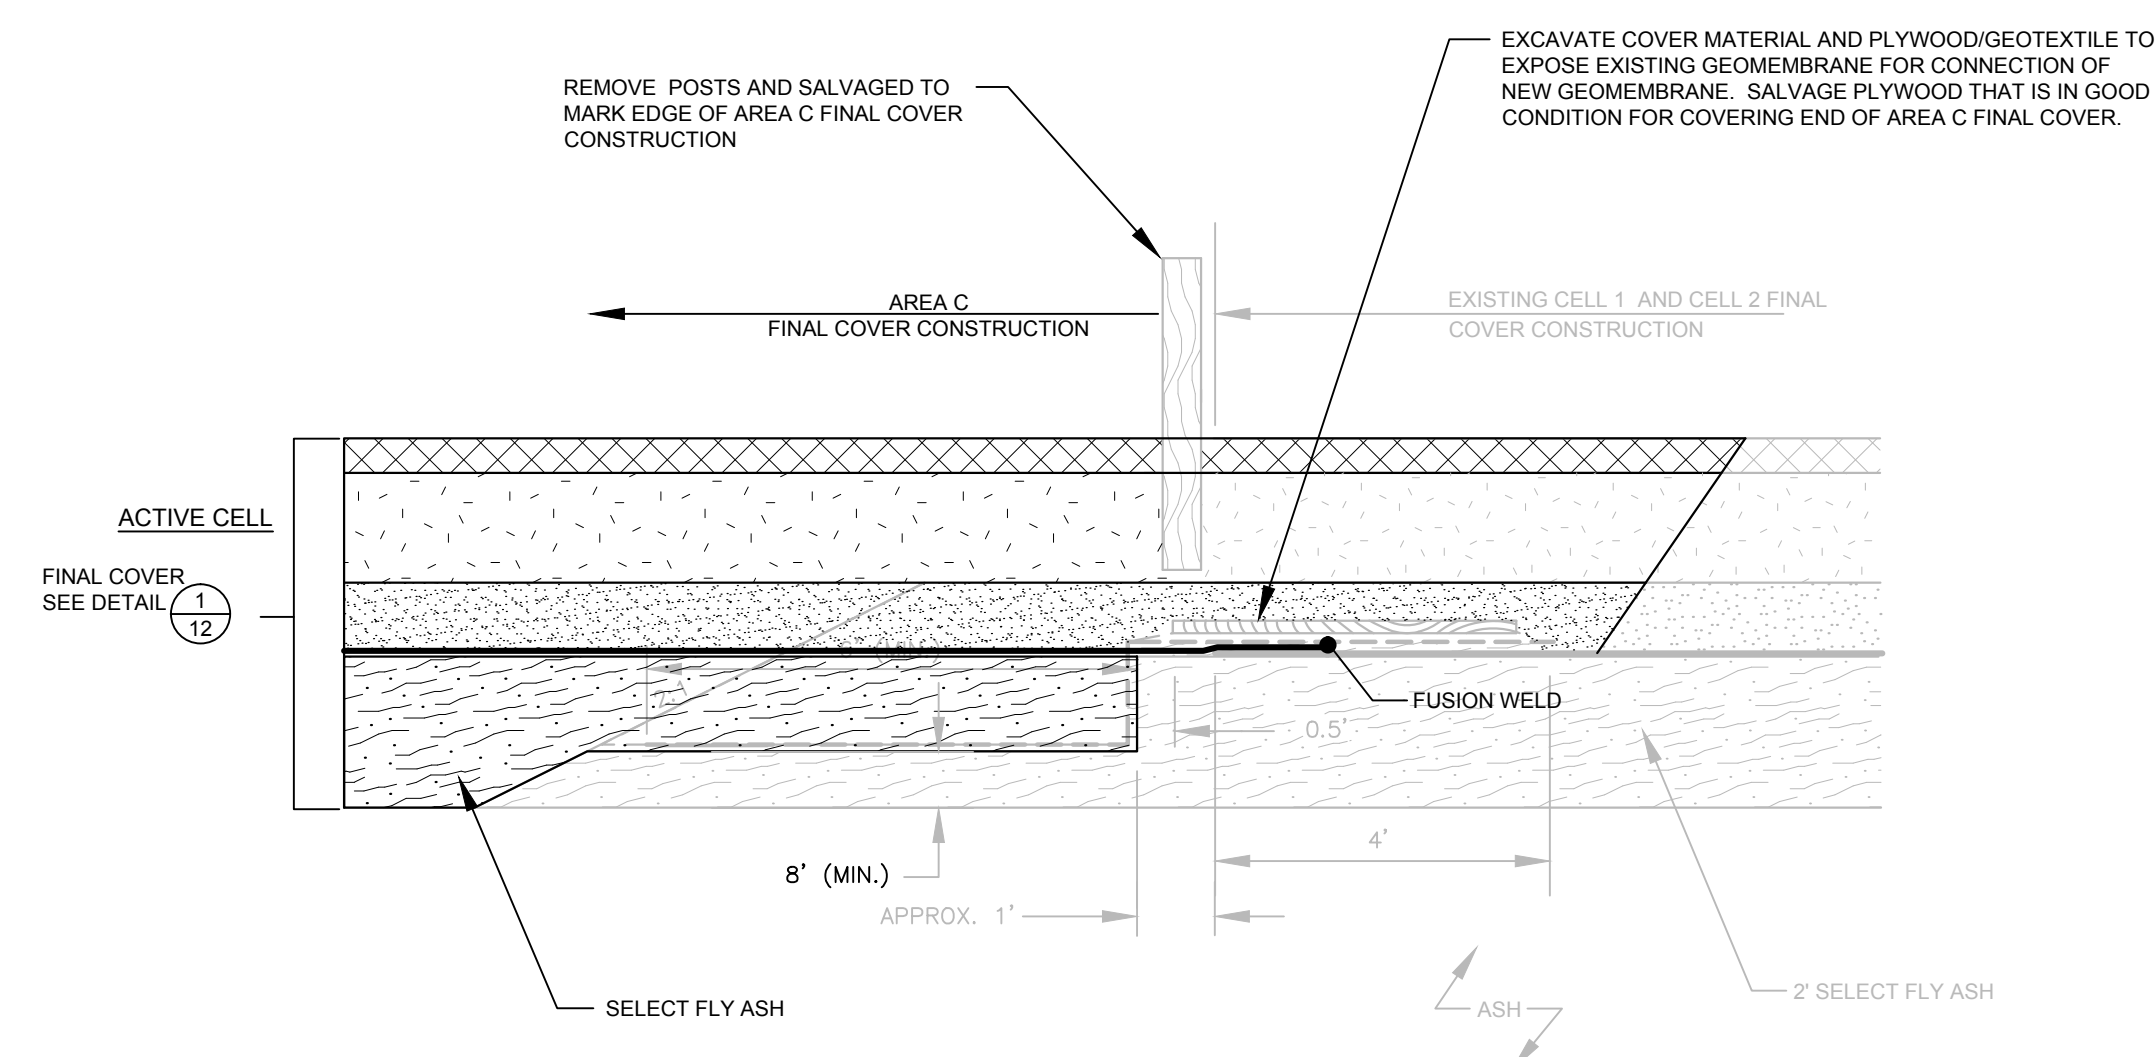 EXCAVATE COVER MATERIAL AND PLYWOOD/GEOTEXTILE TO
EXPOSE EXISTING GEOMEMBRANE FOR CONNECTION OF
NEW GEOMEMBRANE. SALVAGE PLYWOOD THAT IS IN GOOD
CONDITION FOR COVERING END OF AREA C FINAL COVER.
REMOVE POSTS AND SALVAGED TO
MARK EDGE OF AREA C FINAL COVER
CONSTRUCTION
AREA C
FINAL COVER CONSTRUCTION
EXISTING CELL 1 AND CELL 2 FINAL
COVER CONSTRUCTION
ACTIVE CELL
FINAL COVER
SEE DETAIL
1
12
(MIN.)
2:1
FUSION WELD
0.5'
4'
8' (MIN.)
APPROX. 1'
SELECT FLY ASH
ASH
2' SELECT FLY ASH